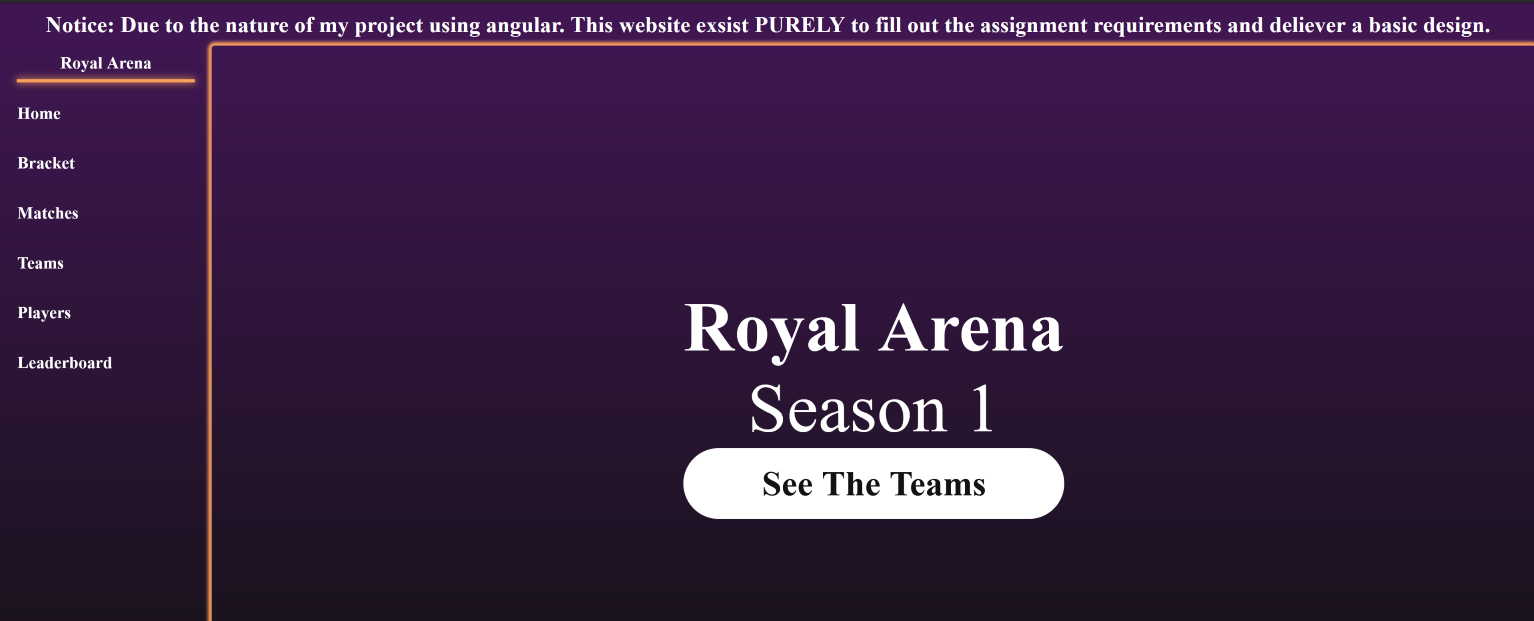 Notice: Due to the nature of my project using angular. This website exsist PURELY to fill out the assignment requirements and deliever a basic design.
Royal Arena
Home
Bracket
Matches
Teams
Players
Leaderboard
Royal Arena
Season 1
See The Teams